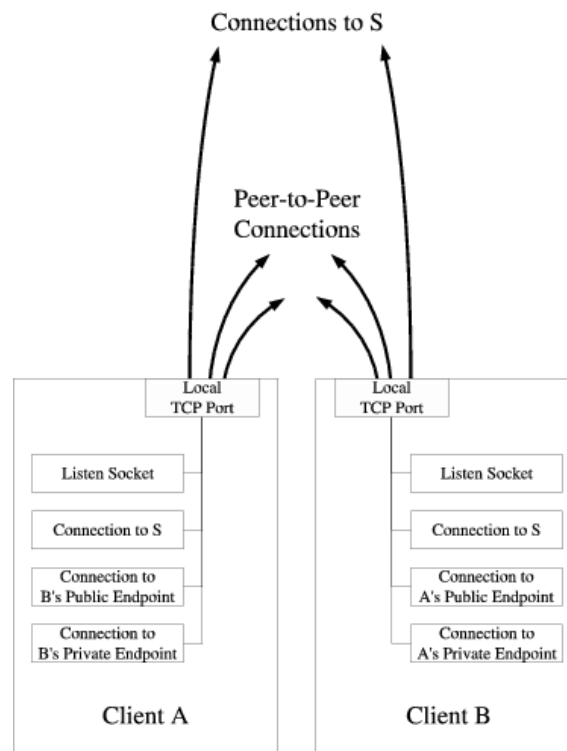 Connections to S
Peer-to-Peer
Connections
Local
TCP Port
Listen Socket
Connection to S
Connection to
B's Public Endpoint
Connection to
B's Private Endpoint
Client A
Local
TCP Port
Listen Socket
Connection to S
Connection to
A's Public Endpoint
Connection to
A's Private Endpoint
Client B